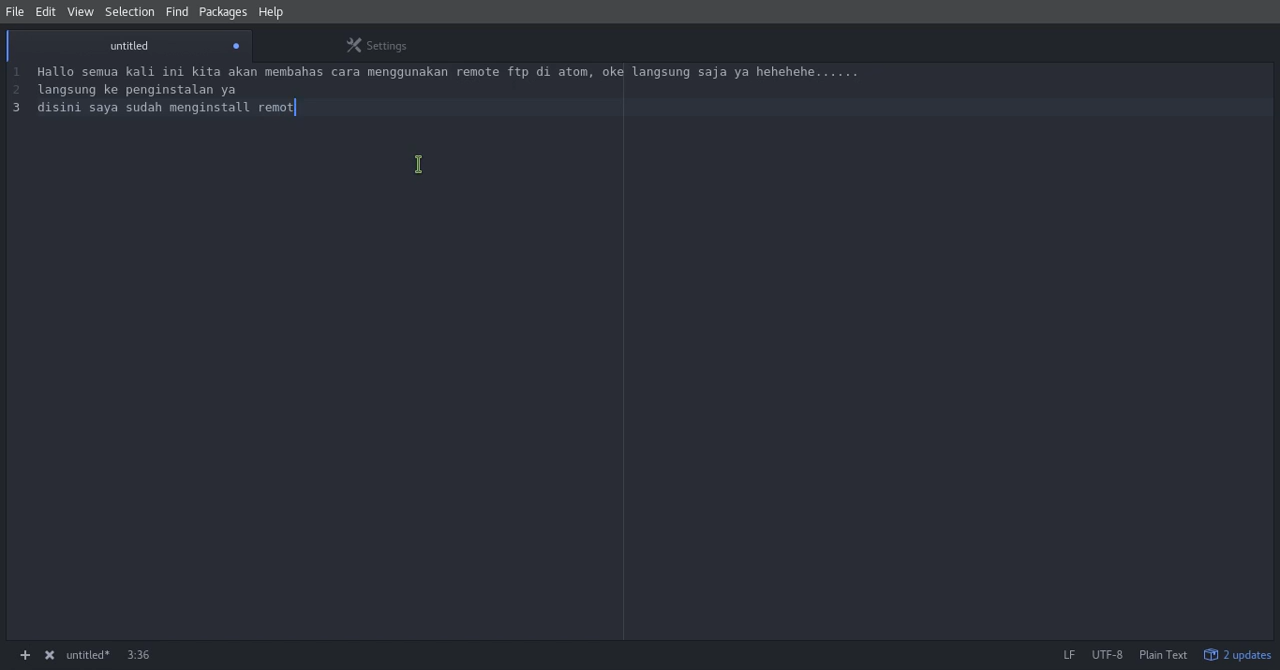 File Edit View Selection Find Packages Help
untitled Settings
1 Hallo semua kali ini kita akan membahas cara menggunakan remote ftp di atom, oke langsung saja ya hehehehe......
2 langsung ke penginstalan ya
3 disini saya sudah menginstall remot
untitled* 3:36 LF UTF-8 Plain Text 2 updates